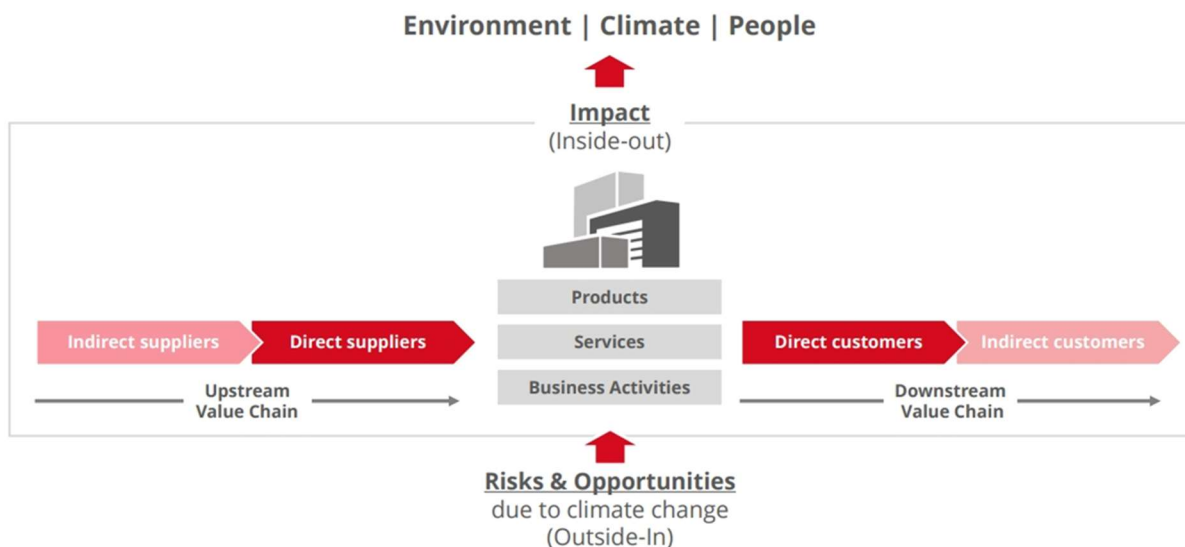 Environment | Climate | People
Impact
(Inside-out)
Products
Indirect suppliers
Direct suppliers
Services
Direct customers
Indirect customers
Business Activities
Upstream
Value Chain
Downstream
Value Chain
Risks & Opportunities
due to climate change
(Outside-In)